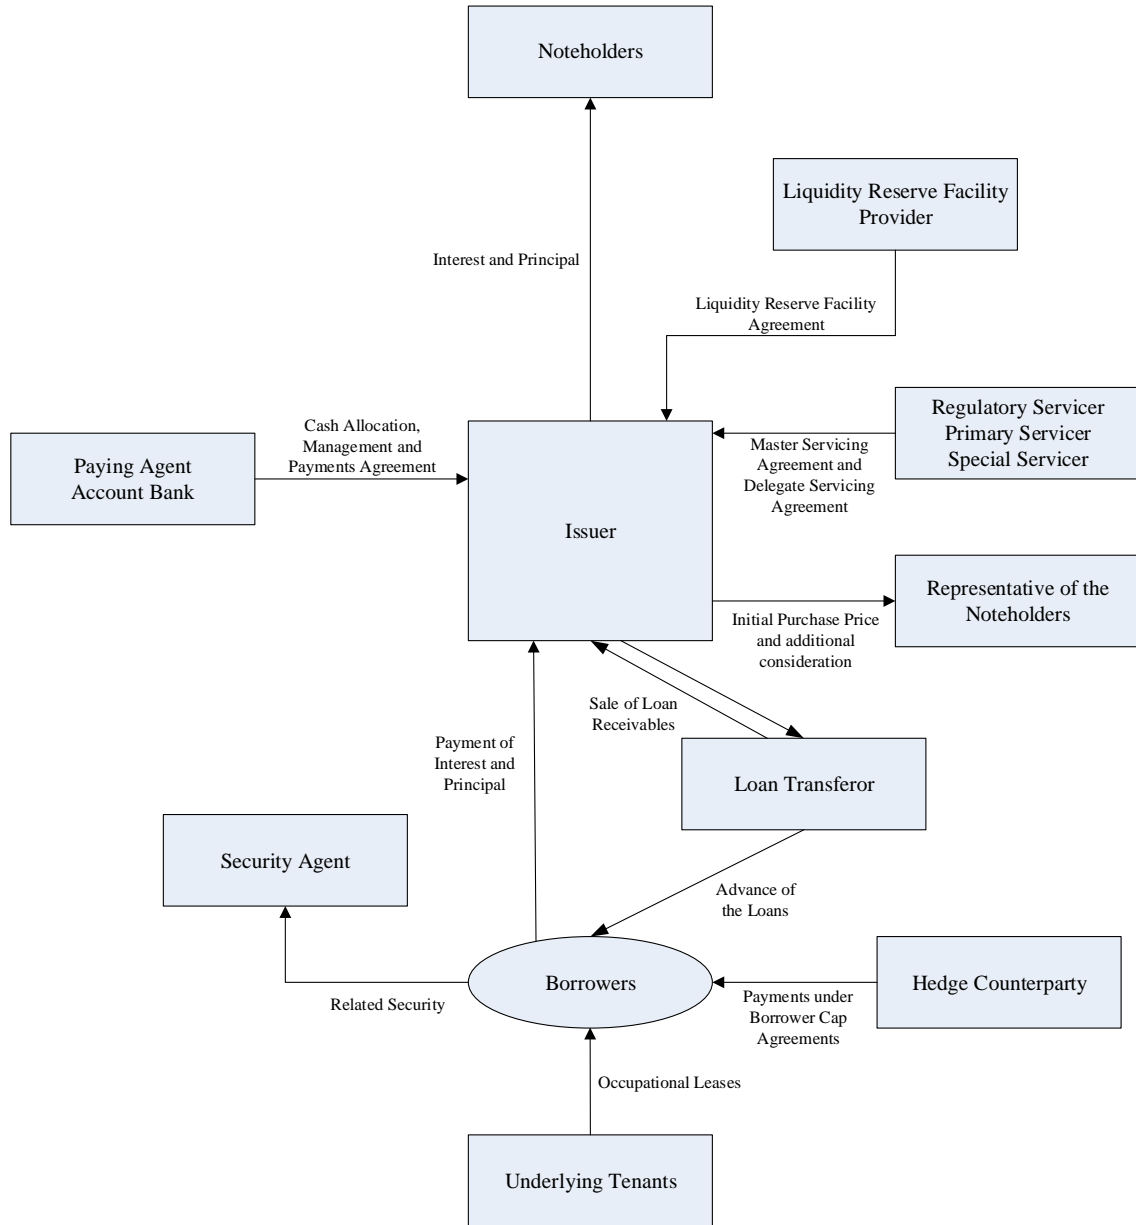 Noteholders
Liquidity Reserve Facility
Provider
Interest and Principal
Liquidity Reserve Facility
Agreement
Regulatory Servicer
Primary Servicer
Special Servicer
Cash Allocation,
Management and
Payments Agreement
Paying Agent
Account Bank
Master Servicing
Agreement and
Delegate Servicing
Agreement
Issuer
Representative of the
Noteholders
Initial Purchase Price
and additional
consideration
Sale of Loan
Receivables
Payment of
Interest and
Principal
Loan Transferor
Security Agent
Advance of
the Loans
Borrowers
Hedge Counterparty
Related Security
Payments under
Borrower Cap
Agreements
Occupational Leases
Underlying Tenants